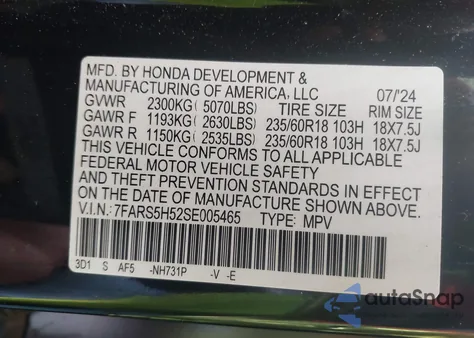 MFD. BY HONDA DEVELOPMENT &
MANUFACTURING OF AMERICA, LLC 07/'24
GVWR 2300KG( 5070LBS) TIRE SIZE RIM SIZE
GAWR F 1193KG( 2630LBS) 235/60R18 103H 18X7.5J
GAWR R 1150KG( 2535LBS) 235/60R18 103H 18X7.5J
THIS VEHICLE CONFORMS TO ALL APPLICABLE
FEDERAL MOTOR VEHICLE SAFETY
AND THEFT PREVENTION STANDARDS IN EFFECT
ON THE DATE OF MANUFACTURE SHOWN ABOVE.
V.I.N.: 7FARS5H52SE005465 TYPE: MPV
3D1 S AF5 -NH731P -V -E
autoSnap